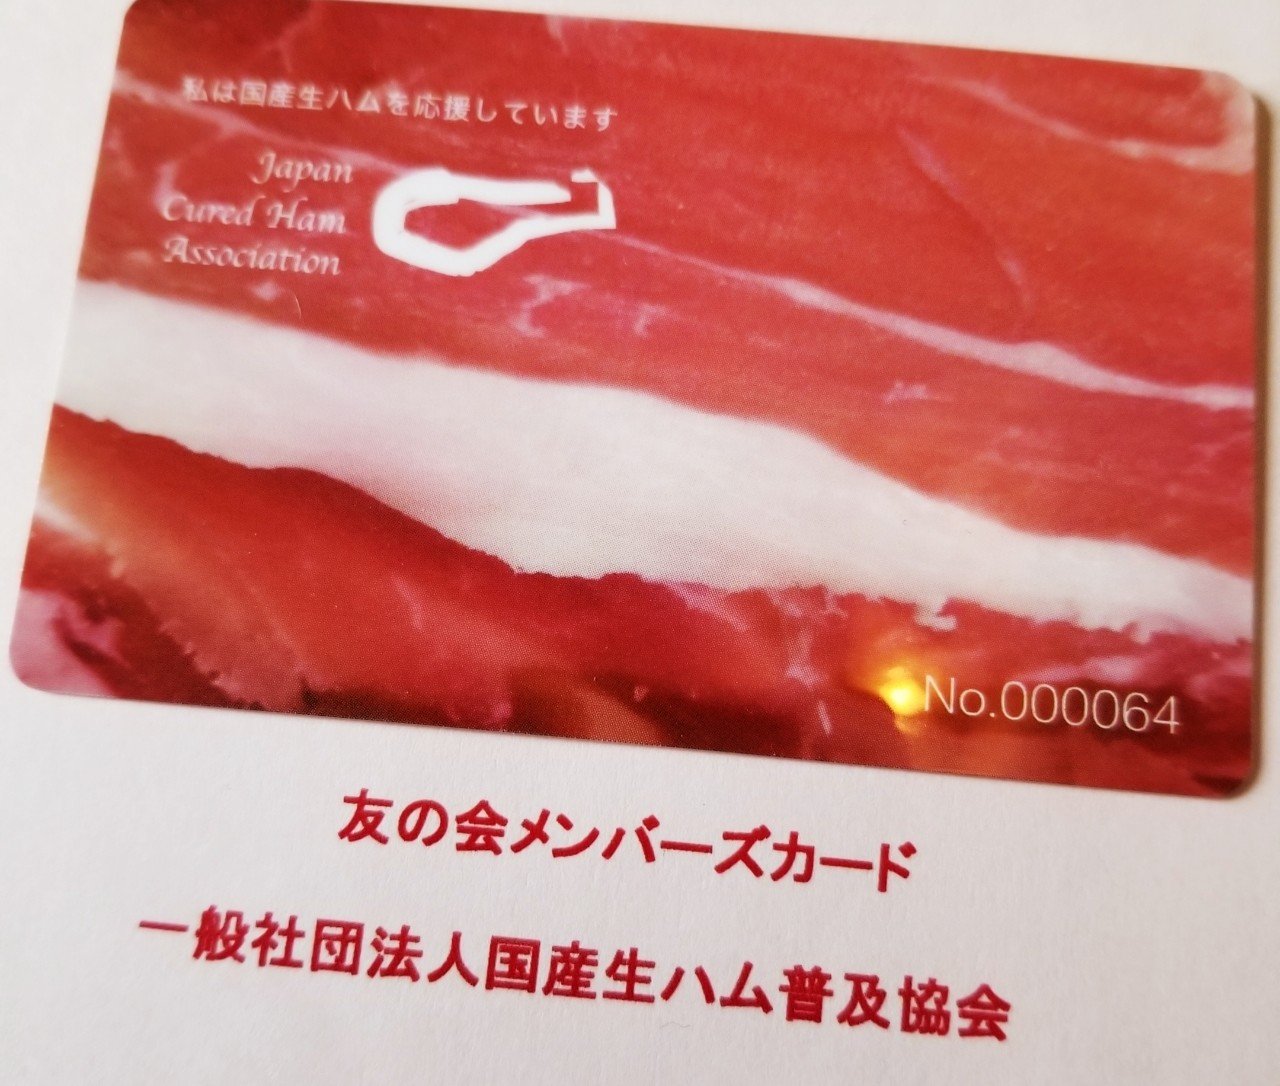 私は国産生ハムを応援しています
Japan
Cured Ham
Association
No.000064
友の会メンバーズカード
一般社団法人国産生ハム普及協会